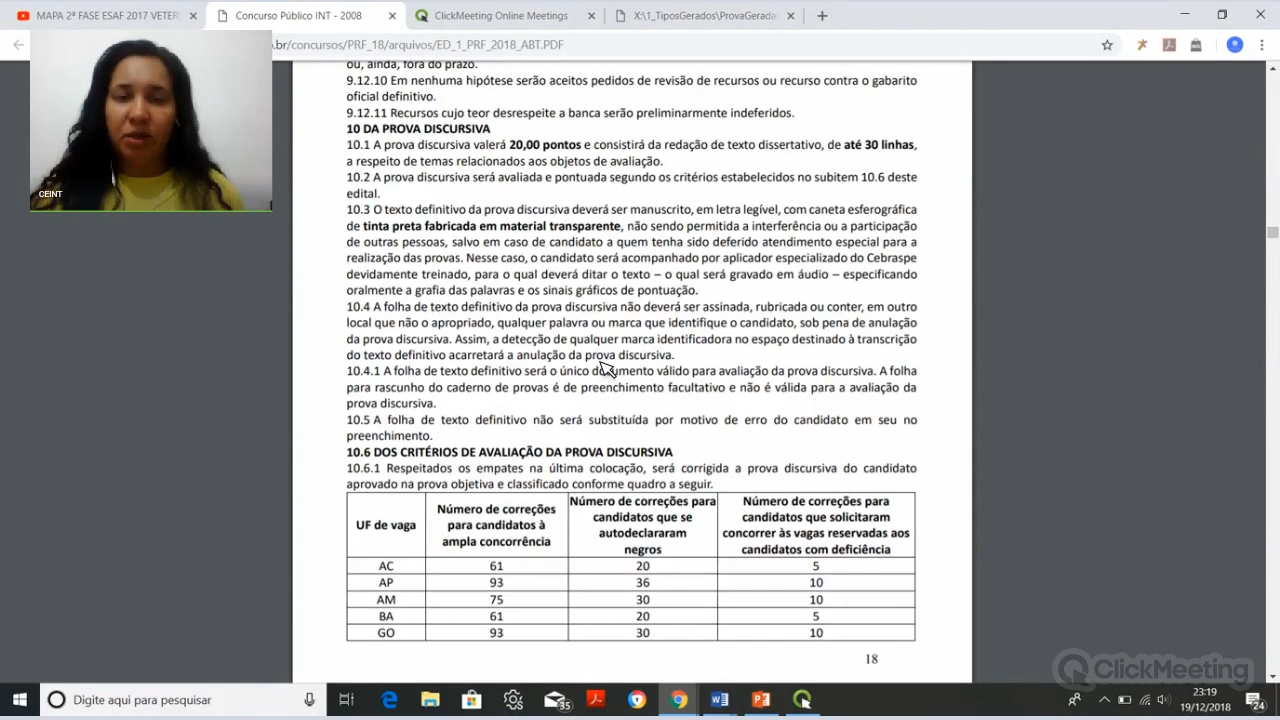 MAPA 2ª FASE ESAF 2017 VETERI
Concurso Público INT - 2008
ClickMeeting Online Meetings
X:\1_TiposGerados\ProvaGerada
.br/concursos/PRF_18/arquivos/ED_1_PRF_2018_ABT.PDF
CEINT
ou, ainda, fora do prazo.
9.12.10 Em nenhuma hipótese serão aceitos pedidos de revisão de recursos ou recurso contra o gabarito
oficial definitivo.
9.12.11 Recursos cujo teor desrespeite a banca serão preliminarmente indeferidos.
10 DA PROVA DISCURSIVA
10.1 A prova discursiva valerá 20,00 pontos e consistirá da redação de texto dissertativo, de até 30 linhas,
a respeito de temas relacionados aos objetos de avaliação.
10.2 A prova discursiva será avaliada e pontuada segundo os critérios estabelecidos no subitem 10.6 deste
edital.
10.3 O texto definitivo da prova discursiva deverá ser manuscrito, em letra legível, com caneta esferográfica
de tinta preta fabricada em material transparente, não sendo permitida a interferência ou a participação
de outras pessoas, salvo em caso de candidato a quem tenha sido deferido atendimento especial para a
realização das provas. Nesse caso, o candidato será acompanhado por aplicador especializado do Cebraspe
devidamente treinado, para o qual deverá ditar o texto – o qual será gravado em áudio – especificando
oralmente a grafia das palavras e os sinais gráficos de pontuação.
10.4 A folha de texto definitivo da prova discursiva não deverá ser assinada, rubricada ou conter, em outro
local que não o apropriado, qualquer palavra ou marca que identifique o candidato, sob pena de anulação
da prova discursiva. Assim, a detecção de qualquer marca identificadora no espaço destinado à transcrição
do texto definitivo acarretará a anulação da prova discursiva.
10.4.1 A folha de texto definitivo será o único documento válido para avaliação da prova discursiva. A folha
para rascunho do caderno de provas é de preenchimento facultativo e não é válida para a avaliação da
prova discursiva.
10.5 A folha de texto definitivo não será substituída por motivo de erro do candidato em seu no
preenchimento.
10.6 DOS CRITÉRIOS DE AVALIAÇÃO DA PROVA DISCURSIVA
10.6.1 Respeitados os empates na última colocação, será corrigida a prova discursiva do candidato
aprovado na prova objetiva e classificado conforme quadro a seguir.
UF de vaga
Número de correções
para candidatos à
ampla concorrência
Número de correções para
candidatos que se
autodeclararam
negros
Número de correções para
candidatos que solicitaram
concorrer às vagas reservadas aos
candidatos com deficiência
AC 61 20 5
AP 93 36 10
AM 75 30 10
BA 61 20 5
GO 93 30 10
18
ClickMeeting
Digite aqui para pesquisar
35
23:19
19/12/2018
24